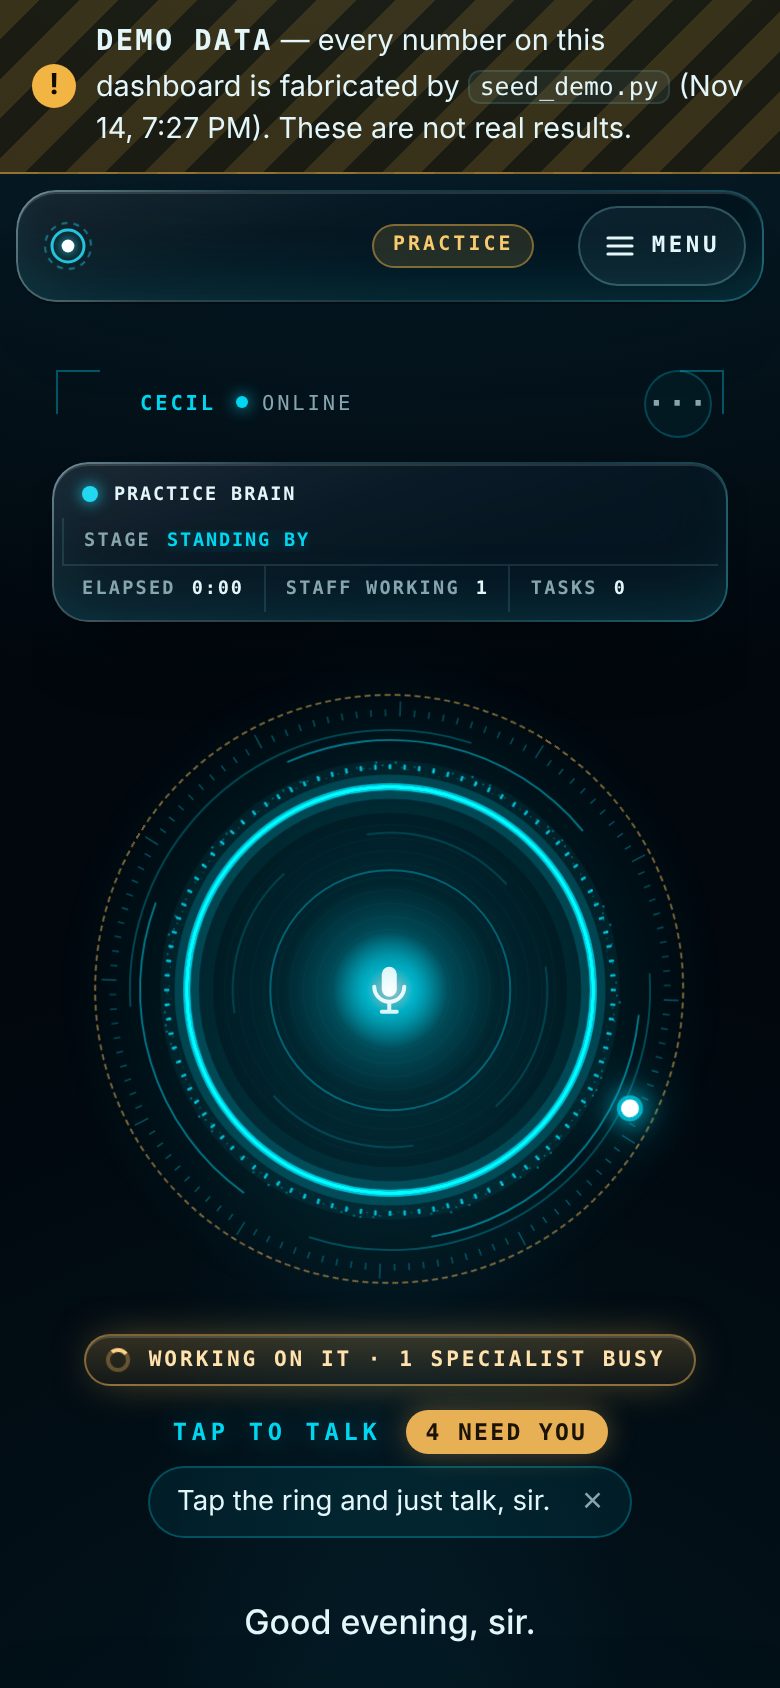 DEMO DATA — every number on this
dashboard is fabricated by seed_demo.py (Nov
14, 7:27 PM). These are not real results.
PRACTICE
MENU
CECIL ONLINE
PRACTICE BRAIN
STAGE STANDING BY
ELAPSED 0:00 STAFF WORKING 1 TASKS 0
WORKING ON IT · 1 SPECIALIST BUSY
TAP TO TALK 4 NEED YOU
Tap the ring and just talk, sir.
Good evening, sir.